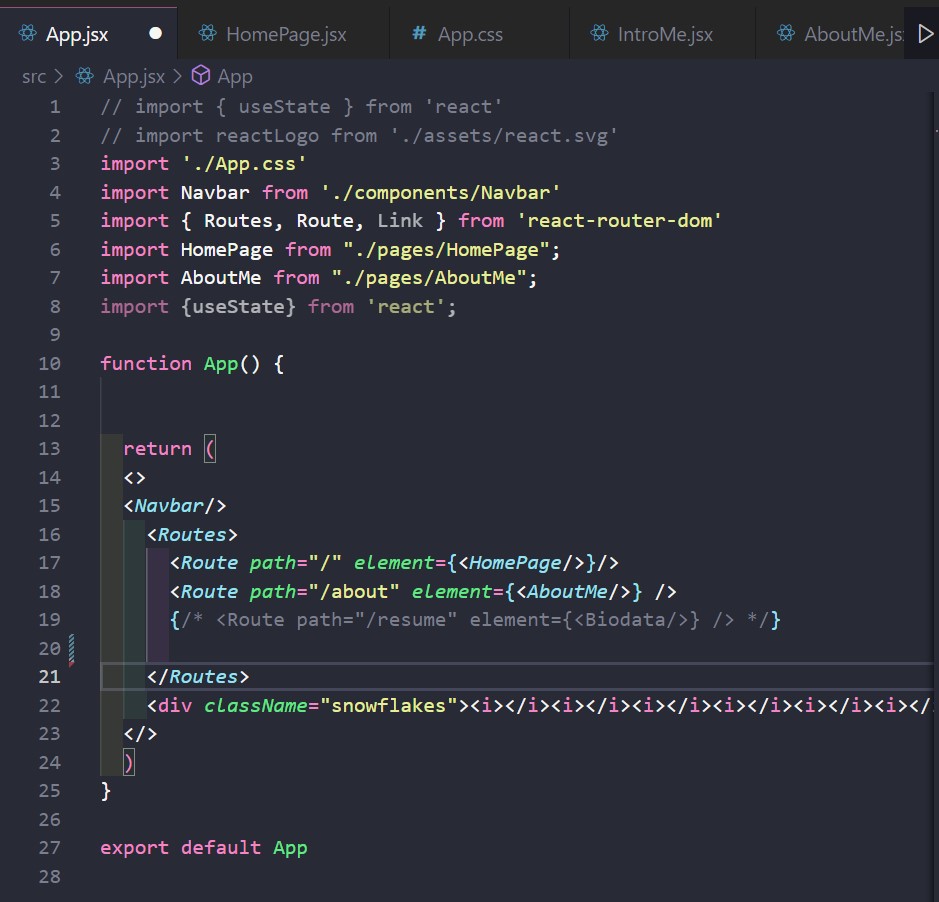 App.jsx HomePage.jsx # App.css IntroMe.jsx AboutMe.js
src > App.jsx > App
1 // import { useState } from 'react'
2 // import reactLogo from './assets/react.svg'
3 import './App.css'
4 import Navbar from './components/Navbar'
5 import { Routes, Route, Link } from 'react-router-dom'
6 import HomePage from "./pages/HomePage";
7 import AboutMe from "./pages/AboutMe";
8 import {useState} from 'react';
9
10 function App() {
11
12
13 return (
14 <>
15 <Navbar/>
16 <Routes>
17 <Route path="/" element={<HomePage/>}/>
18 <Route path="/about" element={<AboutMe/>} />
19 {/* <Route path="/resume" element={<Biodata/>} /> */}
20
21 </Routes>
22 <div className="snowflakes"><i></i><i></i><i></i><i></i><i></i><i></
23 </>
24 )
25 }
26
27 export default App
28